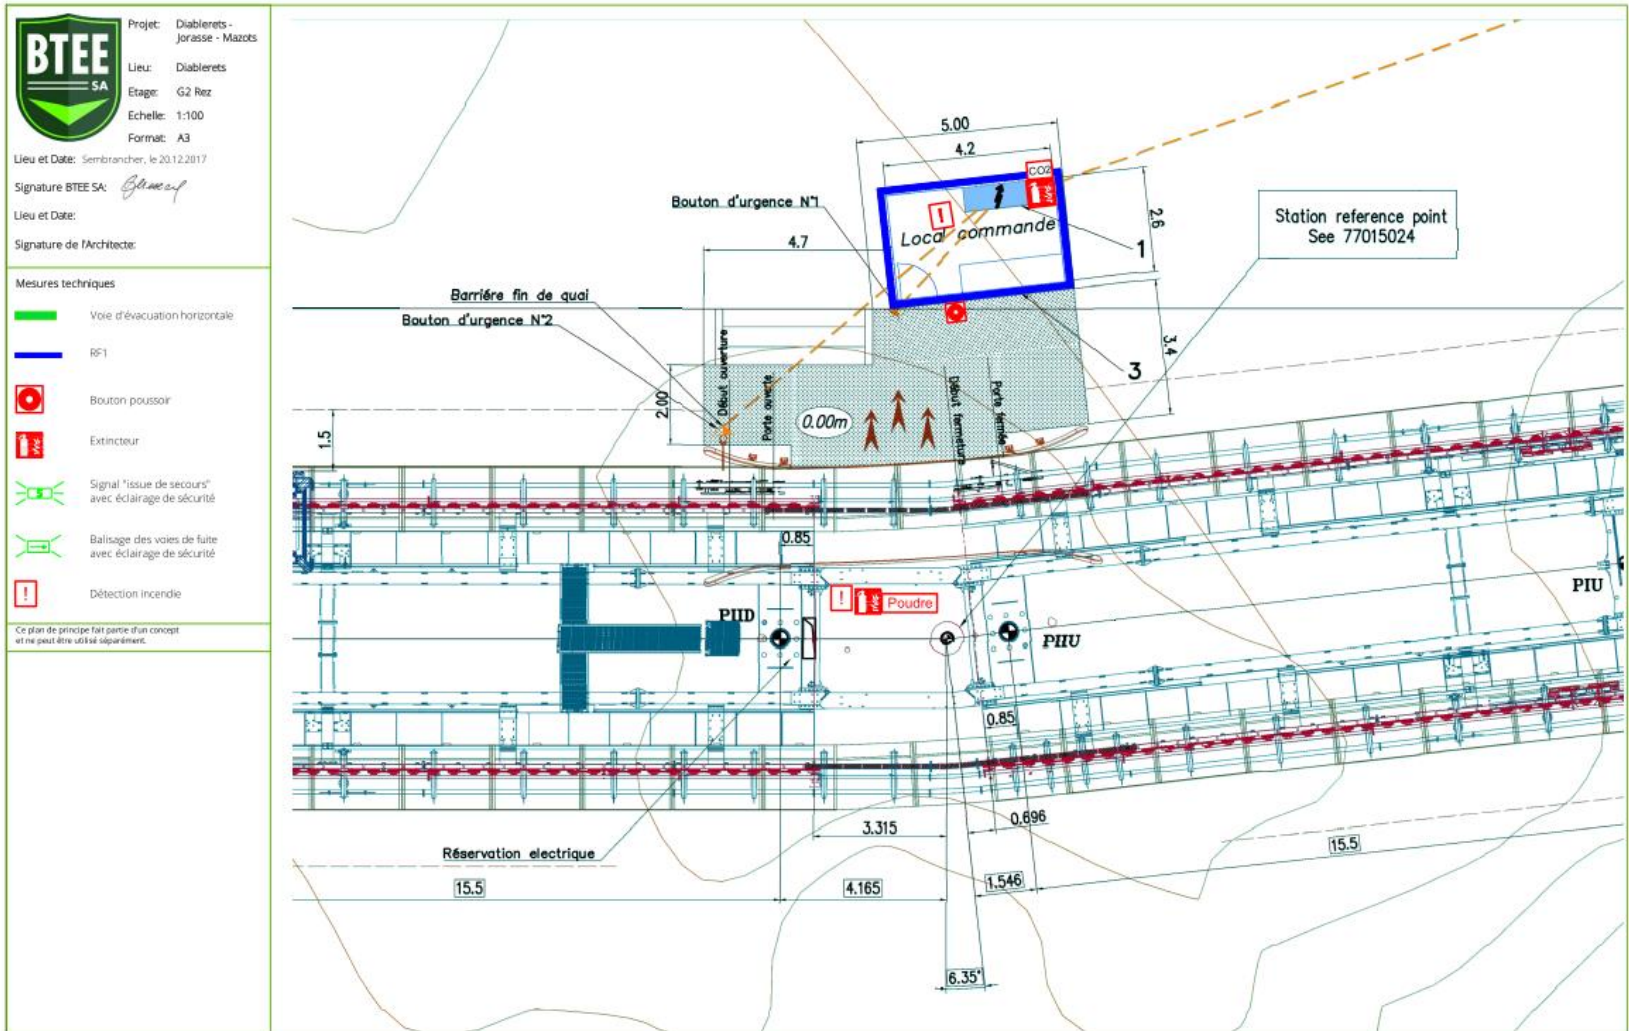 BTEE
SA
Projet: Diablerets -
Jorasse - Mazots
Lieu: Diablerets
Etage: G2 Rez
Echelle: 1:100
Format: A3
Lieu et Date: Sembrancher, le 20.12.2017
Signature BTEE SA:
Lieu et Date:
Signature de l'Architecte:
Mesures techniques
Voie d'évacuation horizontale
RF1
Bouton poussoir
Extincteur
S
Signal "issue de secours"
avec éclairage de sécurité
Balisage des voies de fuite
avec éclairage de sécurité
!
Détection incendie
Ce plan de principe fait partie d'un concept
et ne peut être utilisé séparément.
5.00
4.2
CO2
Bouton d'urgence N°1
!
Local commande
1
2.6
Station reference point
See 77015024
4.7
Barriére fin de quai
Bouton d'urgence N°2
3
3.4
Début ouverture
Porte ouverte
Début fermeture
Porte fermée
2.00
0.00m
1.5
0.85
! Poudre
PIID
PIIU
PIU
0.85
3.315
0.696
Réservation electrique
15.5
15.5
4.165
1.546
6.35°